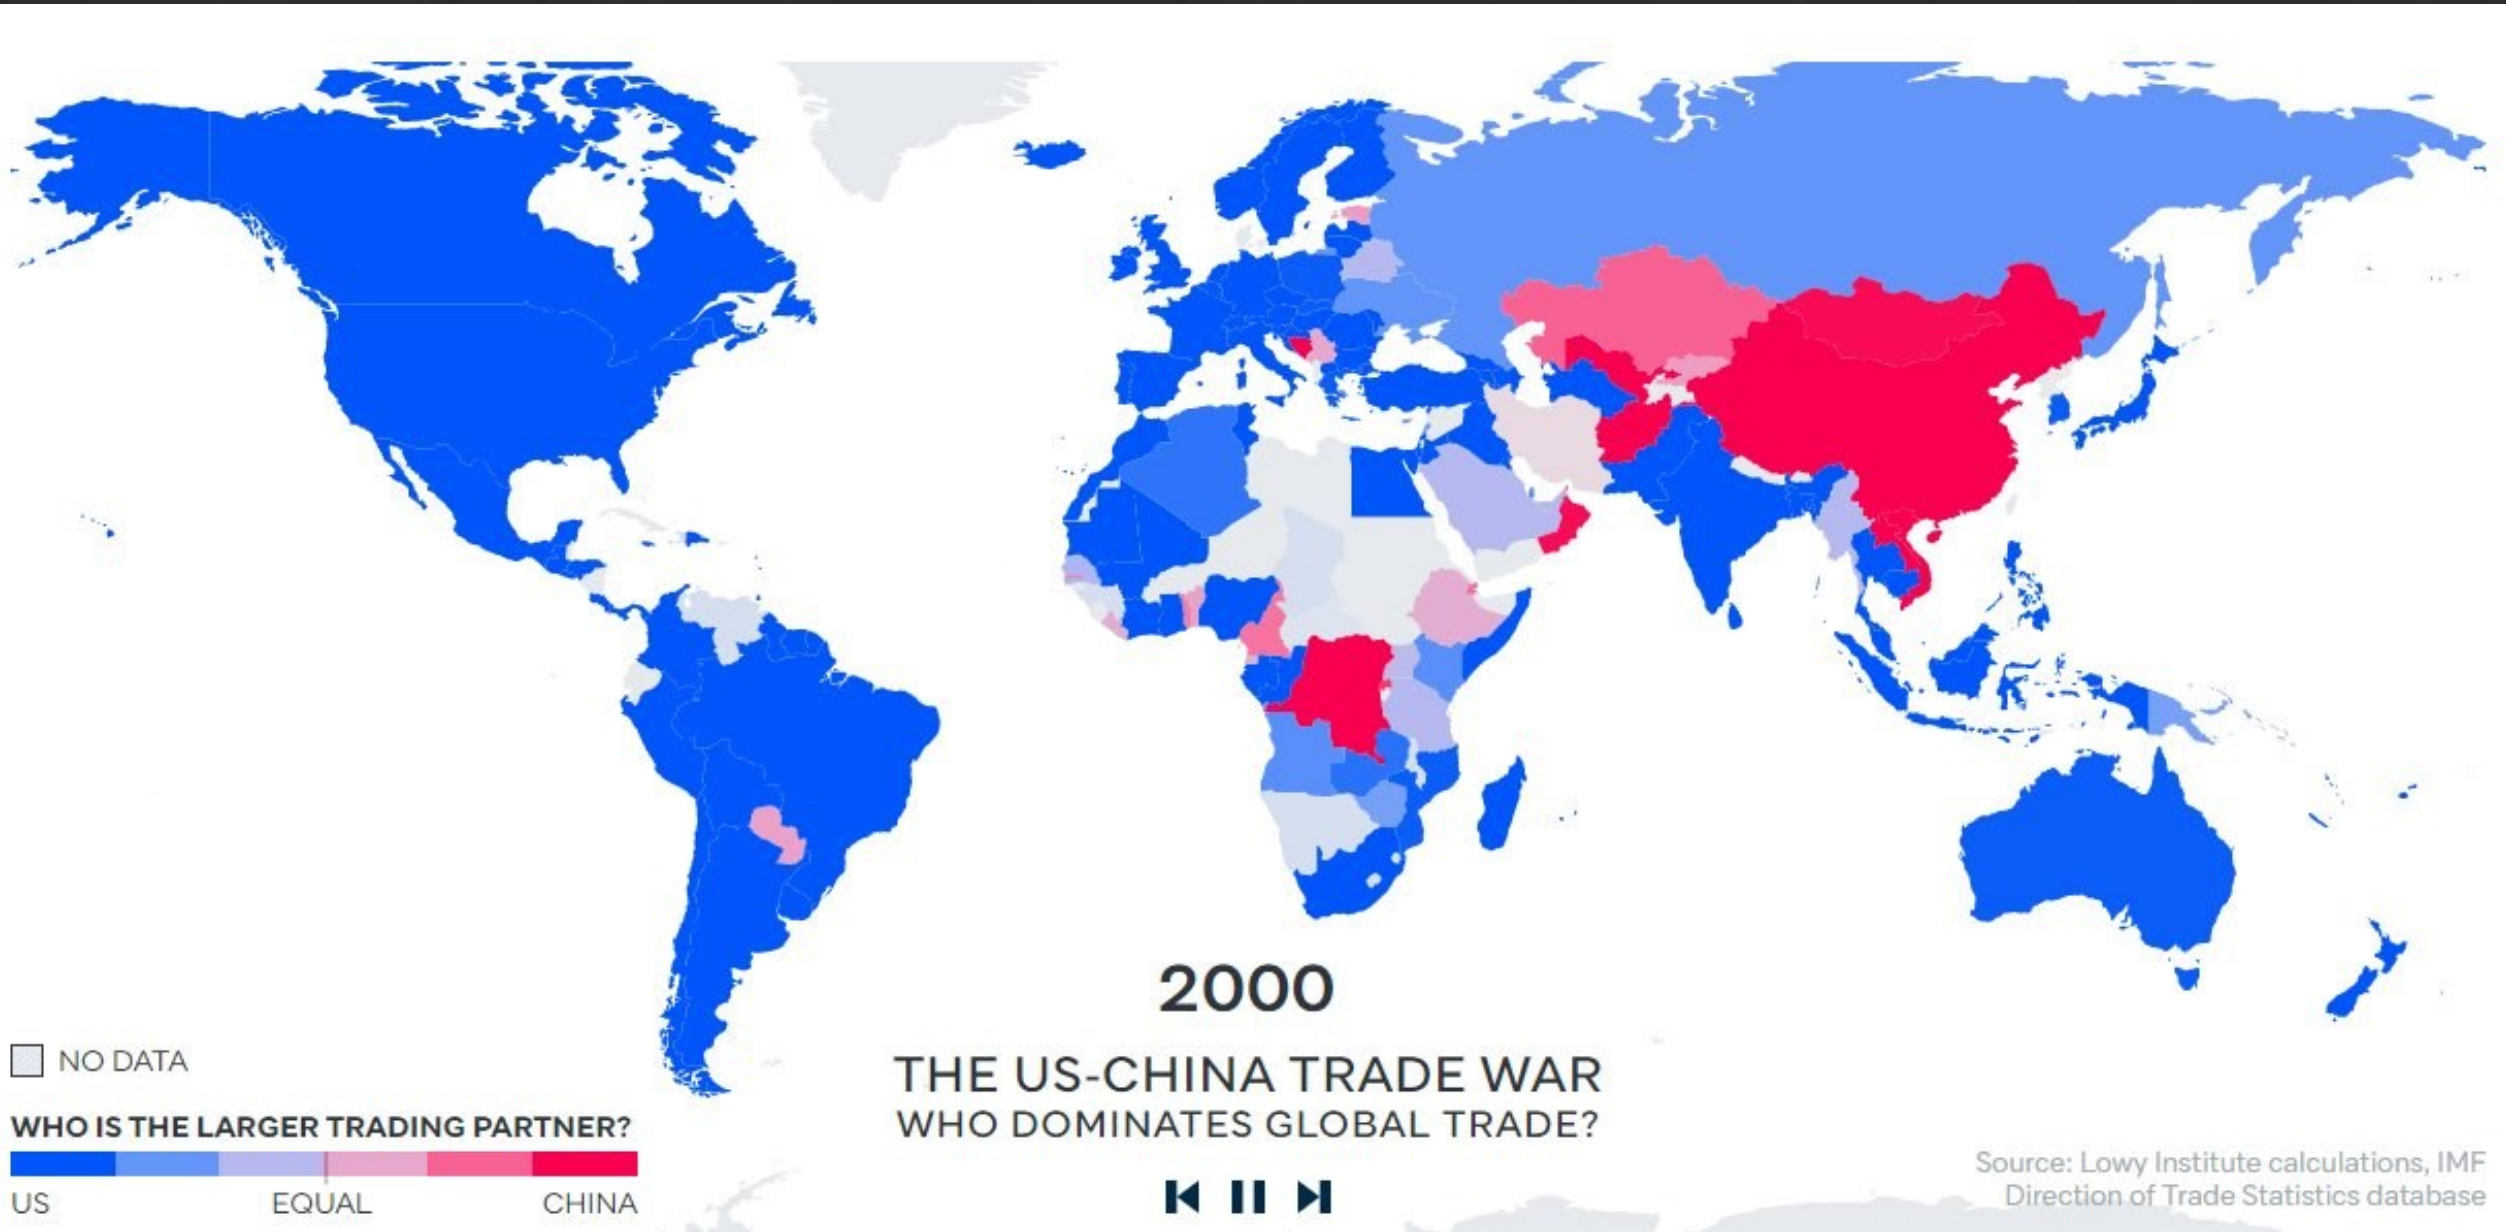 2000
THE US-CHINA TRADE WAR
WHO DOMINATES GLOBAL TRADE?
NO DATA
WHO IS THE LARGER TRADING PARTNER?
US EQUAL CHINA
Source: Lowy Institute calculations, IMF
Direction of Trade Statistics database